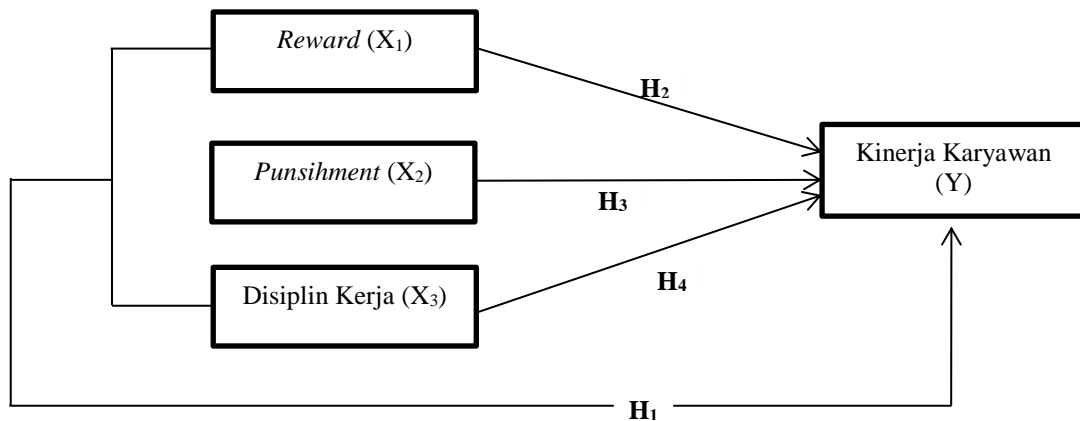 Reward (X₁)
H₂
Punsihment (X₂)
Kinerja Karyawan
(Y)
H₃
Disiplin Kerja (X₃)
H₄
H₁